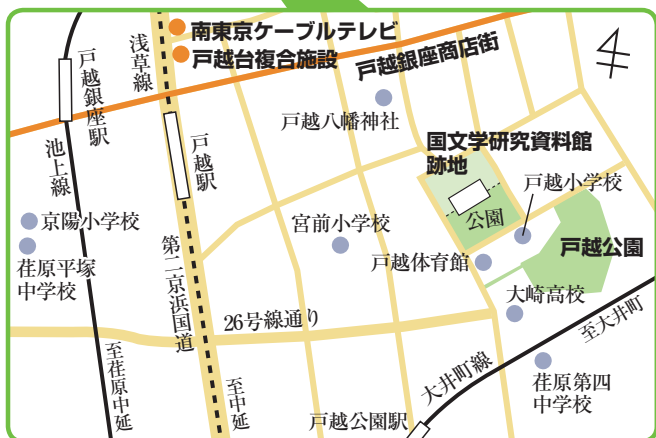 南東京ケーブルテレビ
戸越台複合施設
戸越銀座商店街
浅草線
戸越銀座駅
池上線
戸越駅
戸越八幡神社
国文学研究資料館
跡地
戸越小学校
公園
京陽小学校
荏原平塚
中学校
宮前小学校
戸越体育館
戸越公園
第二京浜国道
大崎高校
26号線通り
至大井町
至荏原中延
至中延
大井町線
荏原第四
中学校
戸越公園駅
4